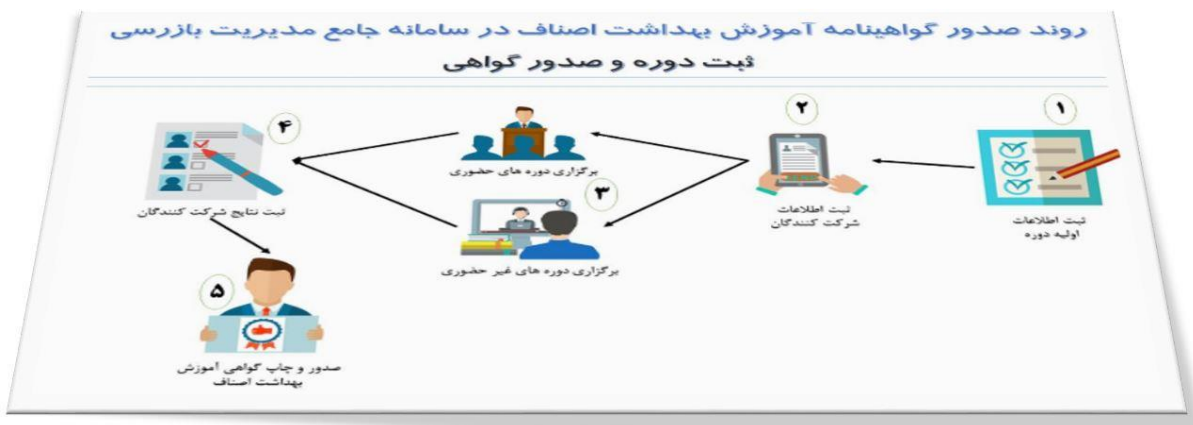 روند صدور گواهینامه آموزش بهداشت اصناف در سامانه جامع مدیریت بازرسی
ثبت دوره و صدور گواهی
۱
ثبت اطلاعات
اولیه دوره
۲
ثبت اطلاعات
شرکت کنندگان
برگزاری دوره های حضوری
۳
برگزاری دوره های غیر حضوری
۴
ثبت نتایج شرکت کنندگان
۵
صدور و چاپ گواهی آموزش
بهداشت اصناف